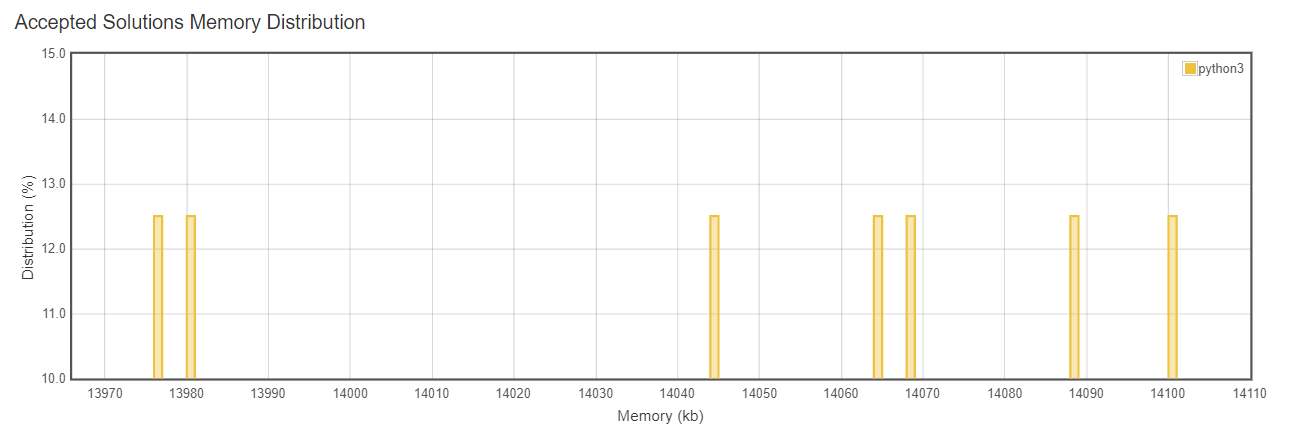 Accepted Solutions Memory Distribution
15.0
python3
14.0
13.0
Distribution (%)
12.0
11.0
10.0
13970 13980 13990 14000 14010 14020 14030 14040 14050 14060 14070 14080 14090 14100 14110
Memory (kb)